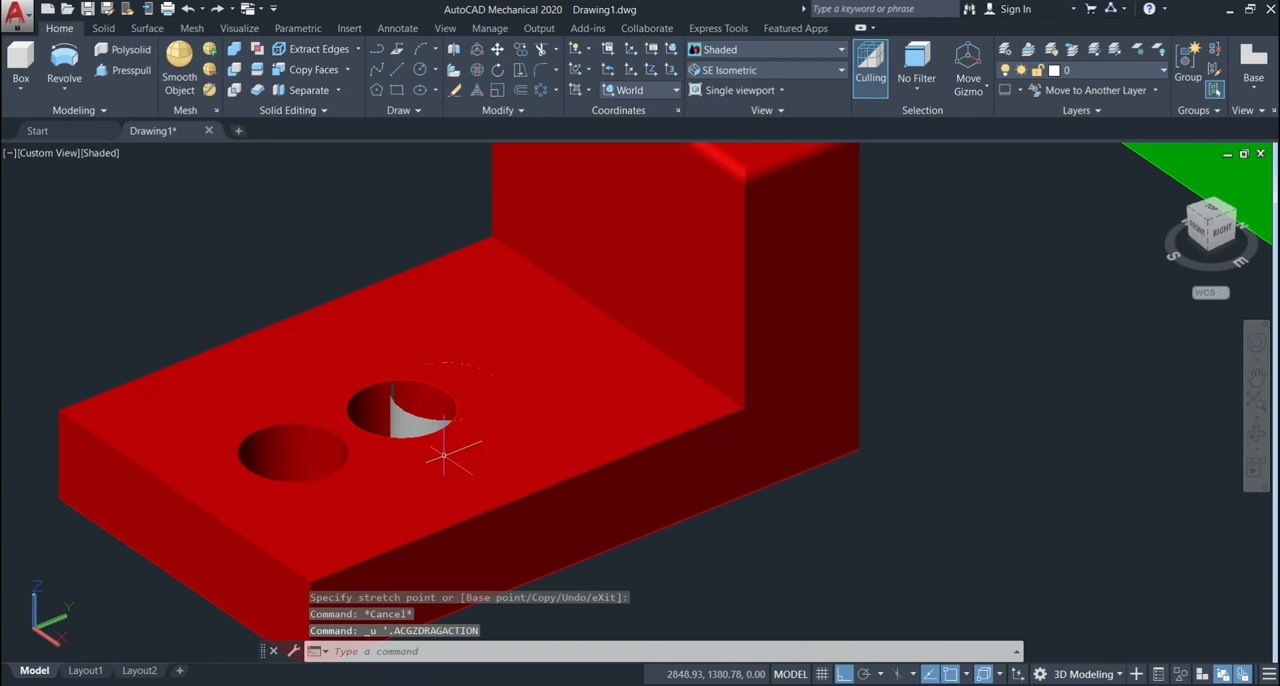 AutoCAD Mechanical 2020 Drawing1.dwg
Type a keyword or phrase
Sign In
Home Solid Surface Mesh Visualize Parametric Insert Annotate View Manage Output Add-ins Collaborate Express Tools Featured Apps
Box
Revolve
Polysolid
Presspull
Modeling
Smooth
Object
Mesh
Extract Edges
Copy Faces
Separate
Solid Editing
Draw
Modify
World
Coordinates
Shaded
SE Isometric
Single viewport
View
Culling
No Filter
Move
Gizmo
Selection
0
Move to Another Layer
Layers
Group
Groups
Base
View
Start Drawing1*
[−][Custom View][Shaded]
TOP
FRONT
RIGHT
N
S
E
WCS
Z
Y
X
Specify stretch point or [Base point/Copy/Undo/eXit]:
Command: *Cancel*
Command: _u '.ACGZDRAGACTION
Type a command
Model Layout1 Layout2
2848.93, 1380.78, 0.00 MODEL
3D Modeling